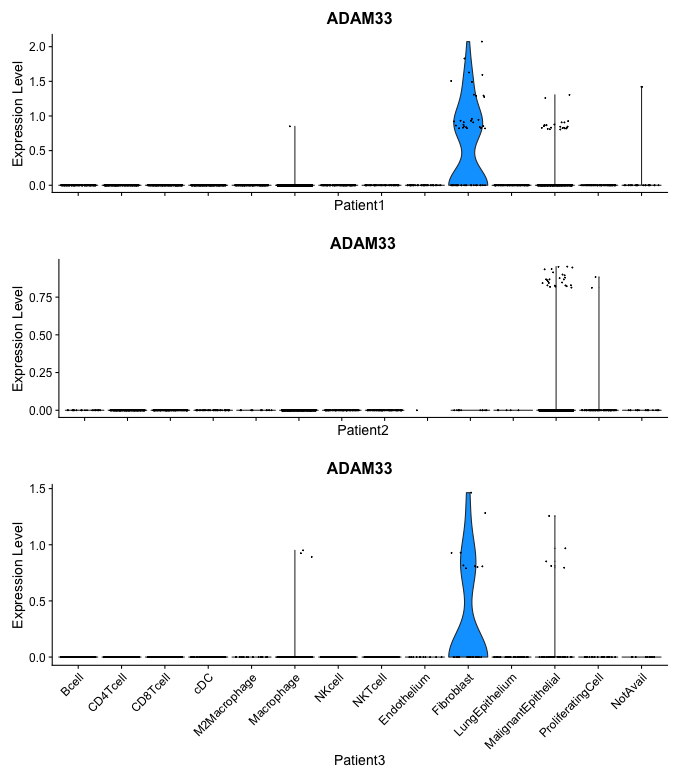 ADAM33
Expression Level
2.0
1.5
1.0
0.5
0.0
Patient1
ADAM33
Expression Level
0.75
0.50
0.25
0.00
Patient2
ADAM33
Expression Level
1.5
1.0
0.5
0.0
Bcell
CD4Tcell
CD8Tcell
cDC
M2Macrophage
Macrophage
NKcell
NKTcell
Endothelium
Fibroblast
LungEpithelium
MalignantEpithelial
ProliferatingCell
NotAvail
Patient3